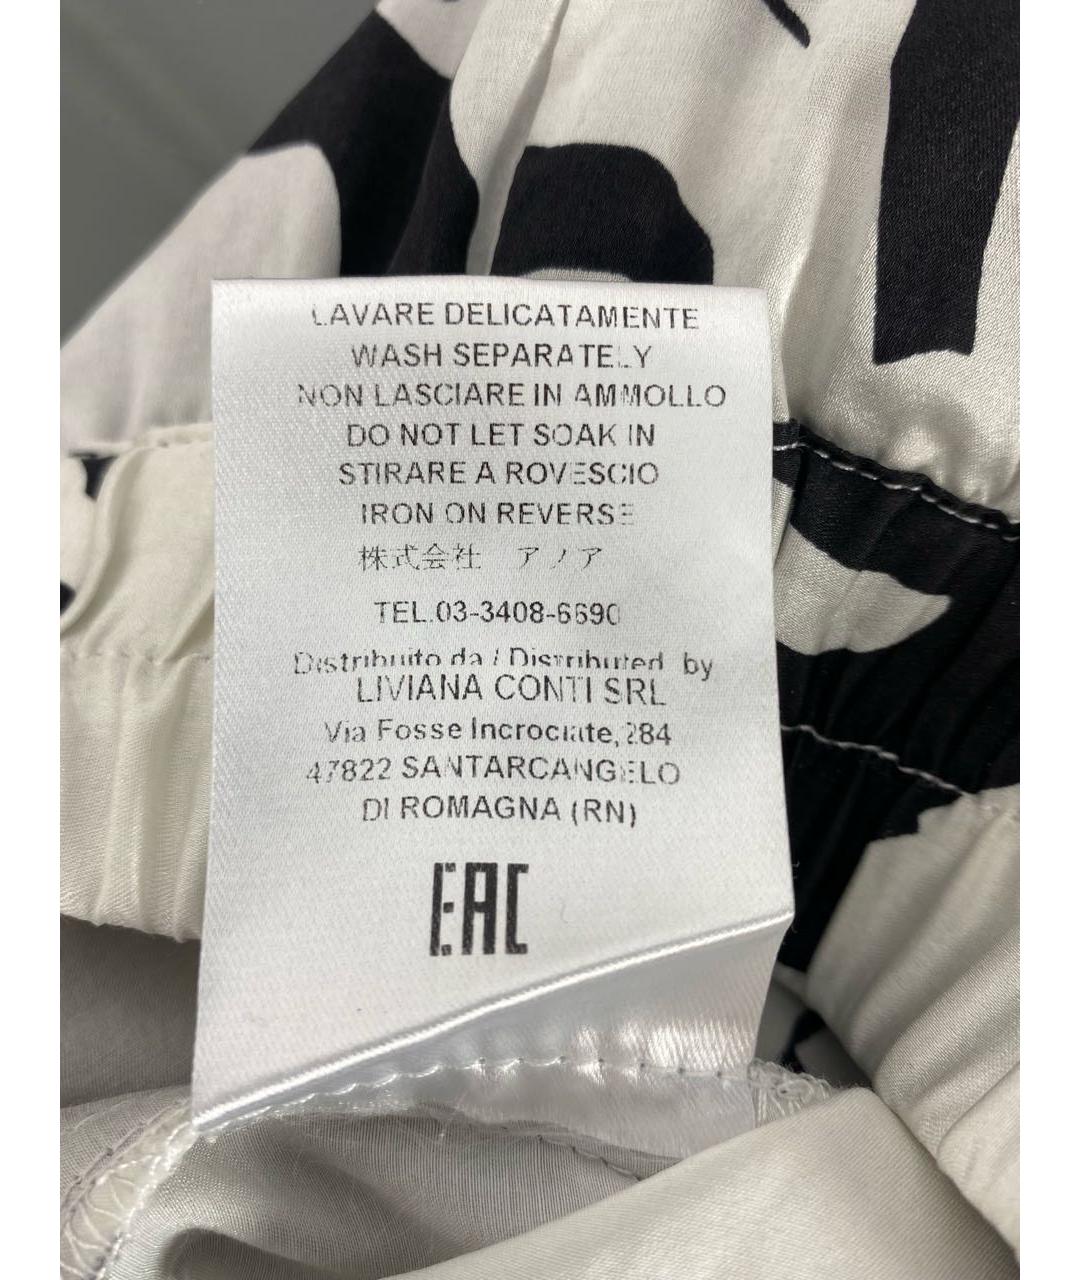 LAVARE DELICATAMENTE
WASH SEPARATELY
NON LASCIARE IN AMMOLLO
DO NOT LET SOAK IN
STIRARE A ROVESCIO
IRON ON REVERSE
株式会社 アノア
TEL.03-3408-6690
Distribuito da / Distributed by
LIVIANA CONTI SRL
Via Fosse Incrociate,284
47822 SANTARCANGELO
DI ROMAGNA (RN)
EAC